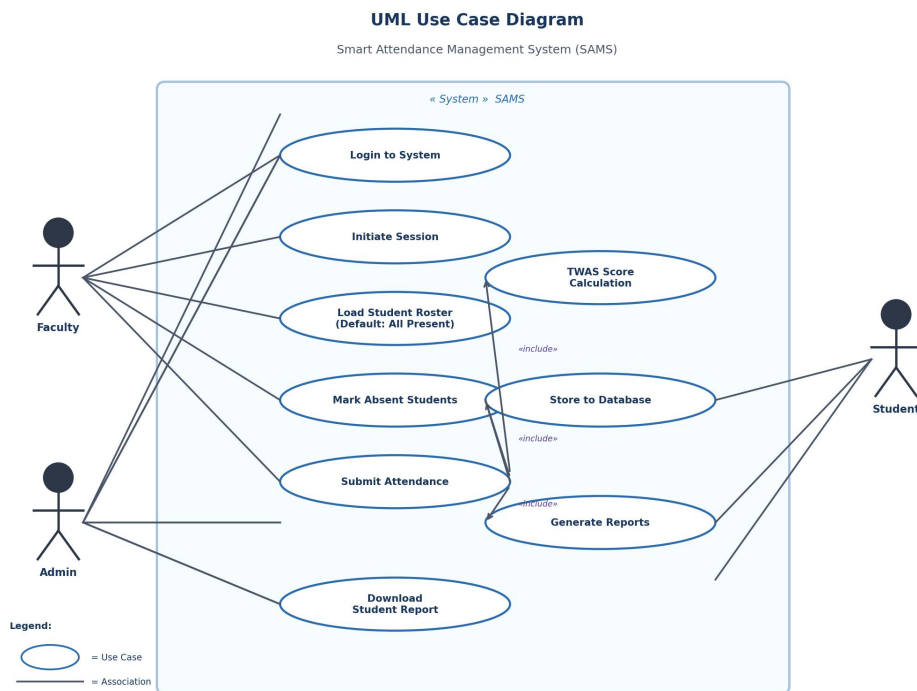 UML Use Case Diagram
Smart Attendance Management System (SAMS)
« System » SAMS
Login to System
Initiate Session
TWAS Score
Calculation
Load Student Roster
(Default: All Present)
Faculty
«include»
Mark Absent Students
Store to Database
Student
«include»
Submit Attendance
«include»
Generate Reports
Admin
Download
Student Report
Legend:
= Use Case
= Association